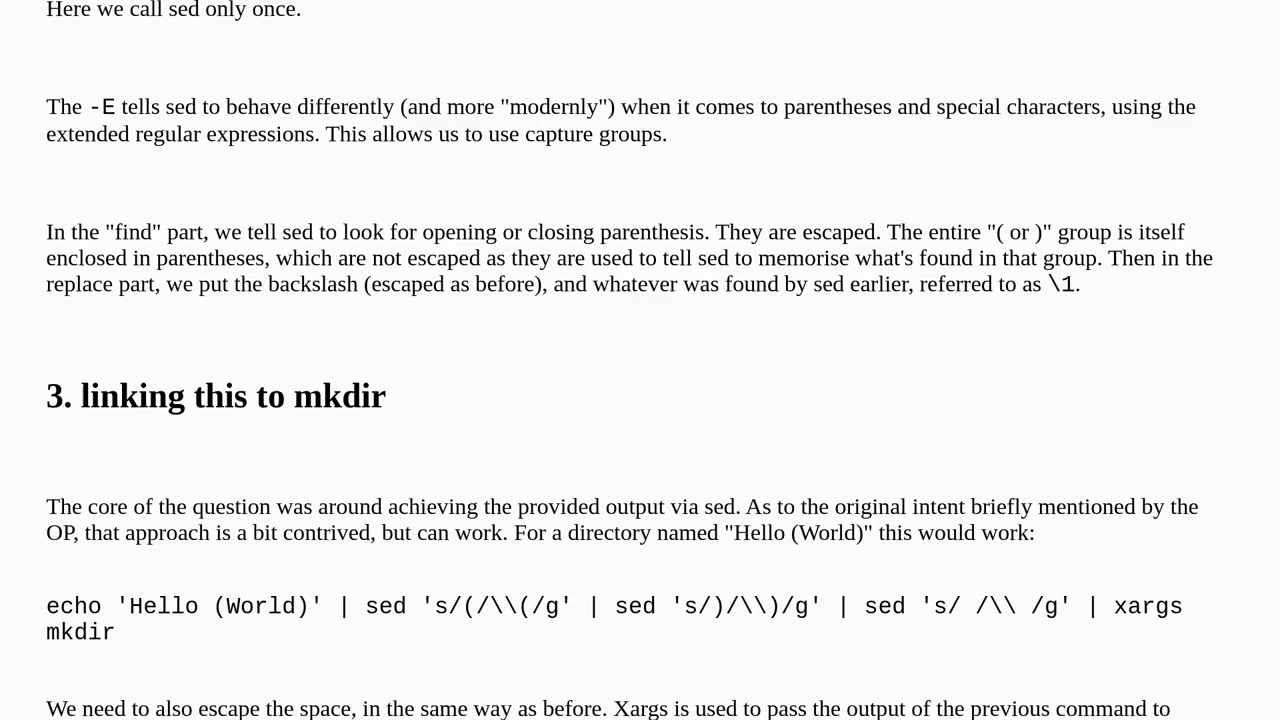 Here we call sed only once.
The -E tells sed to behave differently (and more "modernly") when it comes to parentheses and special characters, using the
extended regular expressions. This allows us to use capture groups.
In the "find" part, we tell sed to look for opening or closing parenthesis. They are escaped. The entire "( or )" group is itself
enclosed in parentheses, which are not escaped as they are used to tell sed to memorise what's found in that group. Then in the
replace part, we put the backslash (escaped as before), and whatever was found by sed earlier, referred to as \1.
3. linking this to mkdir
The core of the question was around achieving the provided output via sed. As to the original intent briefly mentioned by the
OP, that approach is a bit contrived, but can work. For a directory named "Hello (World)" this would work:
echo 'Hello (World)' | sed 's/(/\\(/g' | sed 's/)/\\)/g' | sed 's/ /\\ /g' | xargs
mkdir
We need to also escape the space, in the same way as before. Xargs is used to pass the output of the previous command to